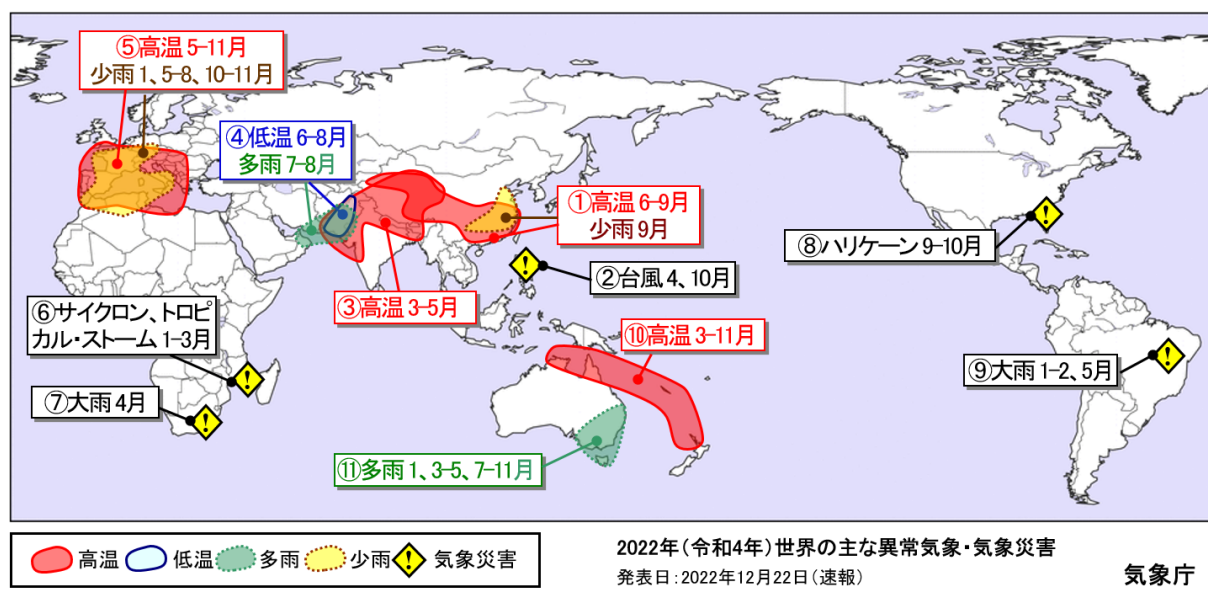 ⑤高温 5-11月
少雨 1、5-8、10-11月
④低温 6-8月
多雨 7-8月
①高温 6-9月
少雨 9月
②台風 4、10月
③高温 3-5月
⑧ハリケーン 9-10月
⑥サイクロン、トロピ
カル・ストーム 1-3月
⑩高温 3-11月
⑨大雨 1-2、5月
⑦大雨 4月
⑪多雨 1、3-5、7-11月
高温 低温 多雨 少雨 気象災害
2022年(令和4年)世界の主な異常気象・気象災害
発表日:2022年12月22日(速報)
気象庁